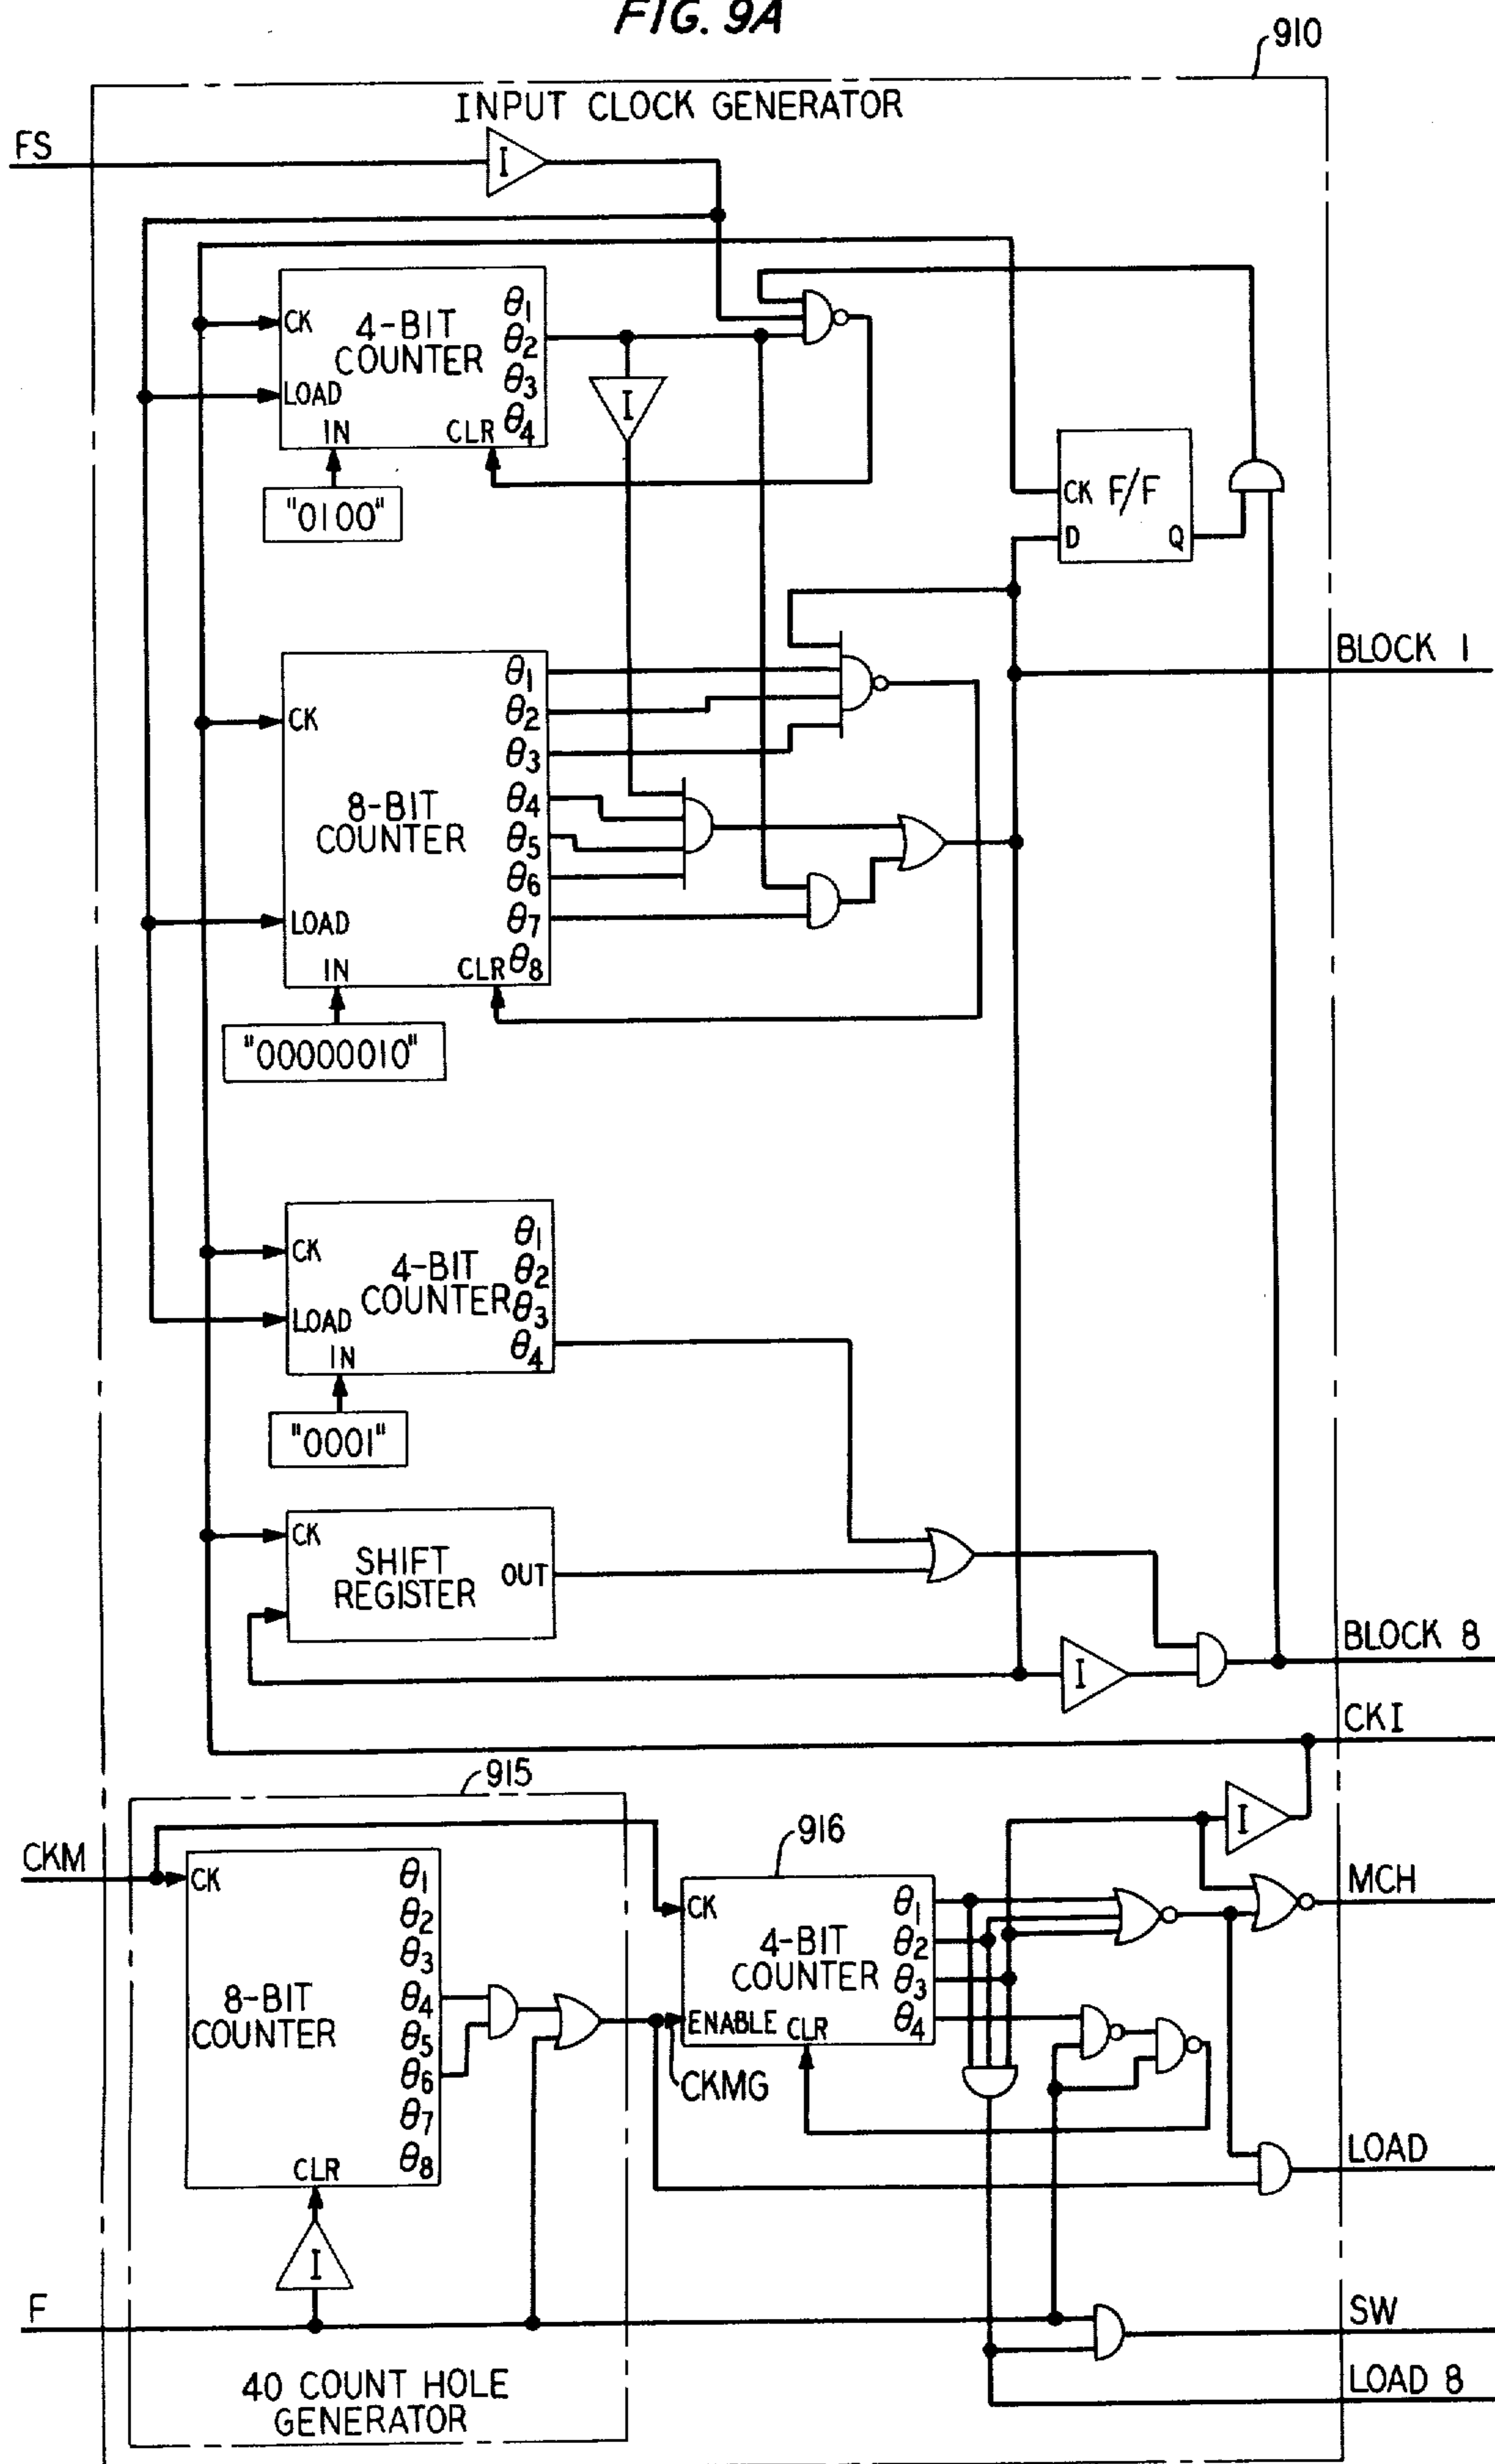 FIG. 9A
910
INPUT CLOCK GENERATOR
FS
I
CK
4-BIT
COUNTER
LOAD
IN
CLR
θ1
θ2
θ3
θ4
"0100"
I
CK
F/F
D
Q
BLOCK 1
CK
8-BIT
COUNTER
LOAD
IN
CLR
θ1
θ2
θ3
θ4
θ5
θ6
θ7
θ8
"00000010"
CK
4-BIT
COUNTER
LOAD
IN
θ1
θ2
θ3
θ4
"0001"
CK
SHIFT
REGISTER
OUT
I
BLOCK 8
CKI
915
I
CKM
CK
8-BIT
COUNTER
CLR
θ1
θ2
θ3
θ4
θ5
θ6
θ7
θ8
I
916
CK
4-BIT
COUNTER
ENABLE
CLR
θ1
θ2
θ3
θ4
CKMG
MCH
LOAD
F
SW
LOAD 8
40 COUNT HOLE
GENERATOR